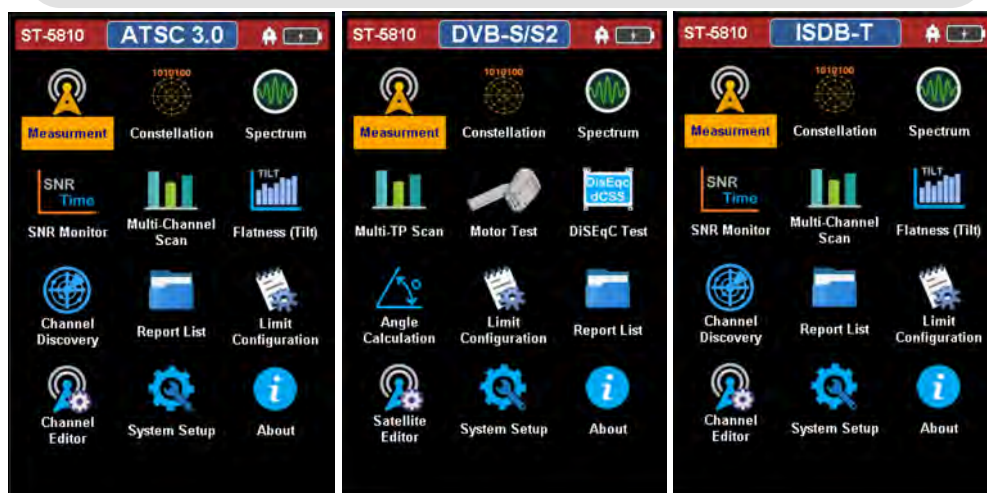 ST-5810 ATSC 3.0
1010100
Measurment Constellation Spectrum
SNR
Time
TILT
SNR Monitor Multi-Channel Scan Flatness (Tilt)
Channel Discovery Report List Limit Configuration
Channel Editor System Setup About
ST-5810 DVB-S/S2
1010100
Measurment Constellation Spectrum
DisEqc
dCSS
Multi-TP Scan Motor Test DiSEqC Test
Angle Calculation Limit Configuration Report List
Satellite Editor System Setup About
ST-5810 ISDB-T
1010100
Measurment Constellation Spectrum
SNR
Time
TILT
SNR Monitor Multi-Channel Scan Flatness (Tilt)
Channel Discovery Report List Limit Configuration
Channel Editor System Setup About